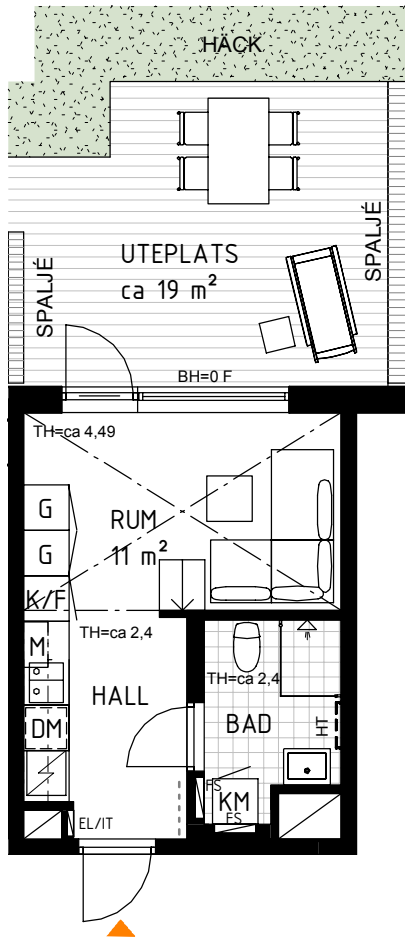 HÄCK
SPALJÉ
UTEPLATS
ca 19 m²
SPALJÉ
BH=0 F
TH=ca 4,49
G
RUM
G
11 m²
K/F
TH=ca 2,4
M
HALL
TH=ca 2,4
DM
BAD
HT
FS
KM
FS
EL/IT